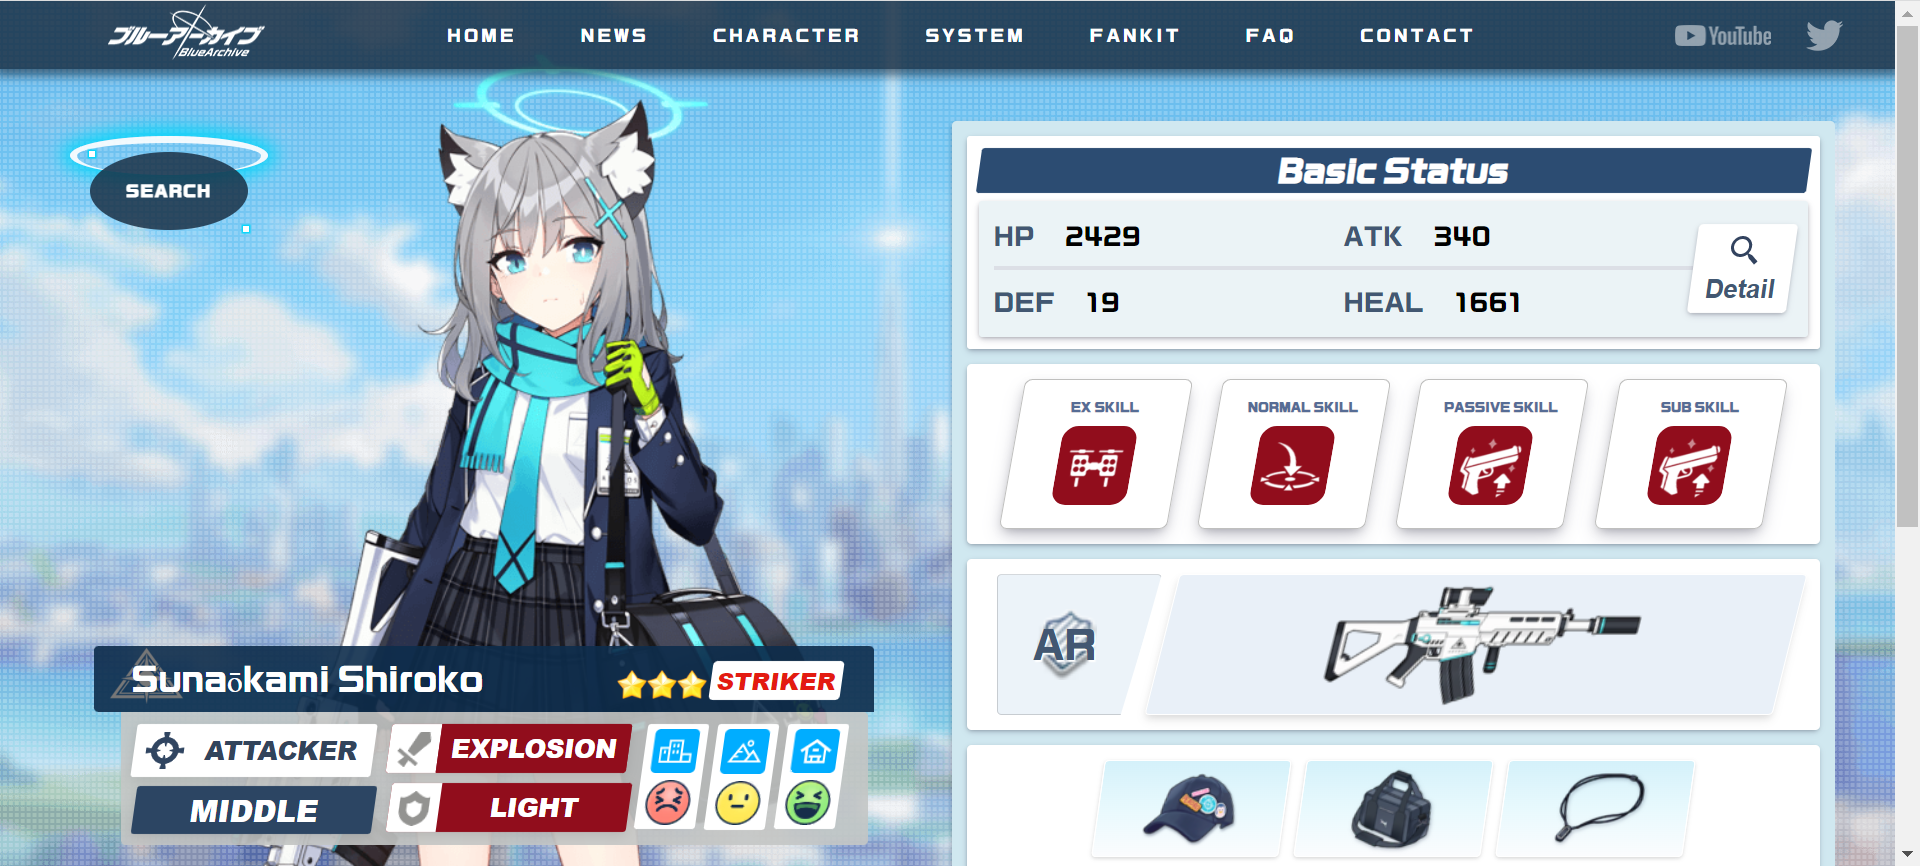 ブルーアーカイブ
BlueArchive
HOME NEWS CHARACTER SYSTEM FANKIT FAQ CONTACT
YouTube
SEARCH
Sunaōkami Shiroko
STRIKER
ATTACKER
EXPLOSION
MIDDLE
LIGHT
Basic Status
HP 2429 ATK 340
DEF 19 HEAL 1661
Detail
EX SKILL NORMAL SKILL PASSIVE SKILL SUB SKILL
AR